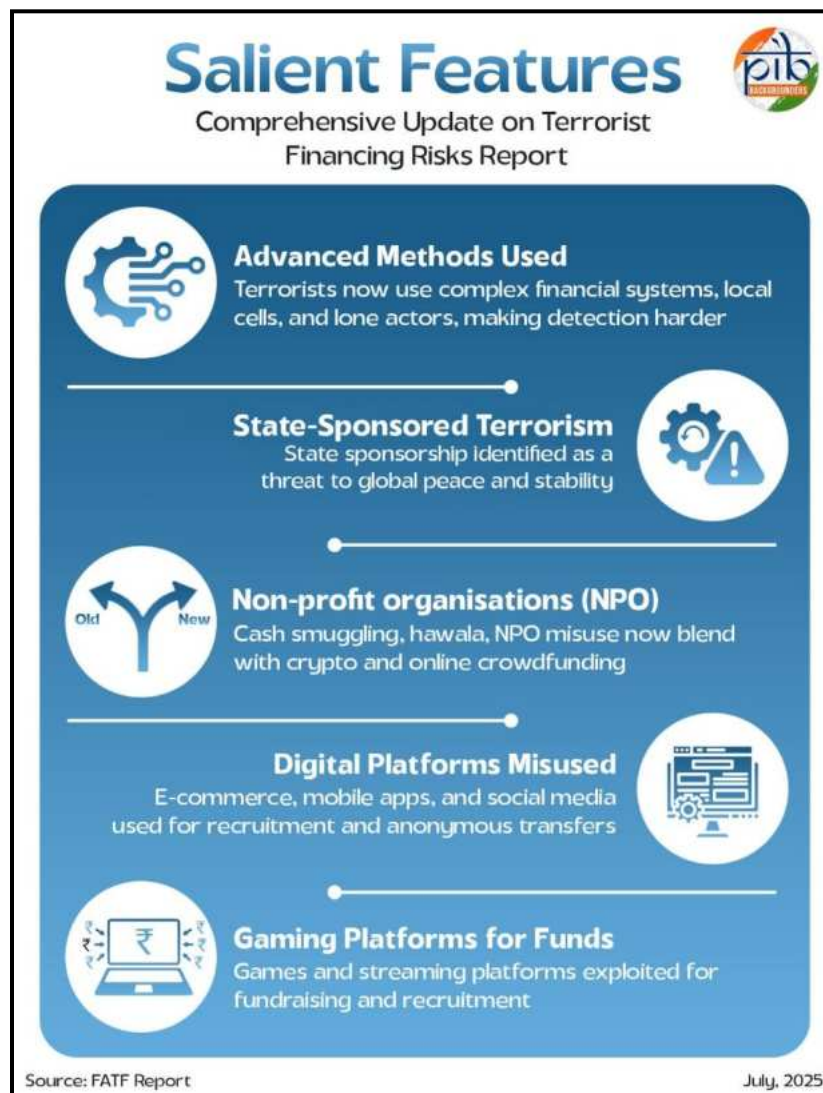 Salient Features
pib
BACKGROUNDERS
Comprehensive Update on Terrorist
Financing Risks Report
Advanced Methods Used
Terrorists now use complex financial systems, local
cells, and lone actors, making detection harder
State-Sponsored Terrorism
State sponsorship identified as a
threat to global peace and stability
Old
New
Non-profit organisations (NPO)
Cash smuggling, hawala, NPO misuse now blend
with crypto and online crowdfunding
Digital Platforms Misused
E-commerce, mobile apps, and social media
used for recruitment and anonymous transfers
Gaming Platforms for Funds
Games and streaming platforms exploited for
fundraising and recruitment
Source: FATF Report
July, 2025